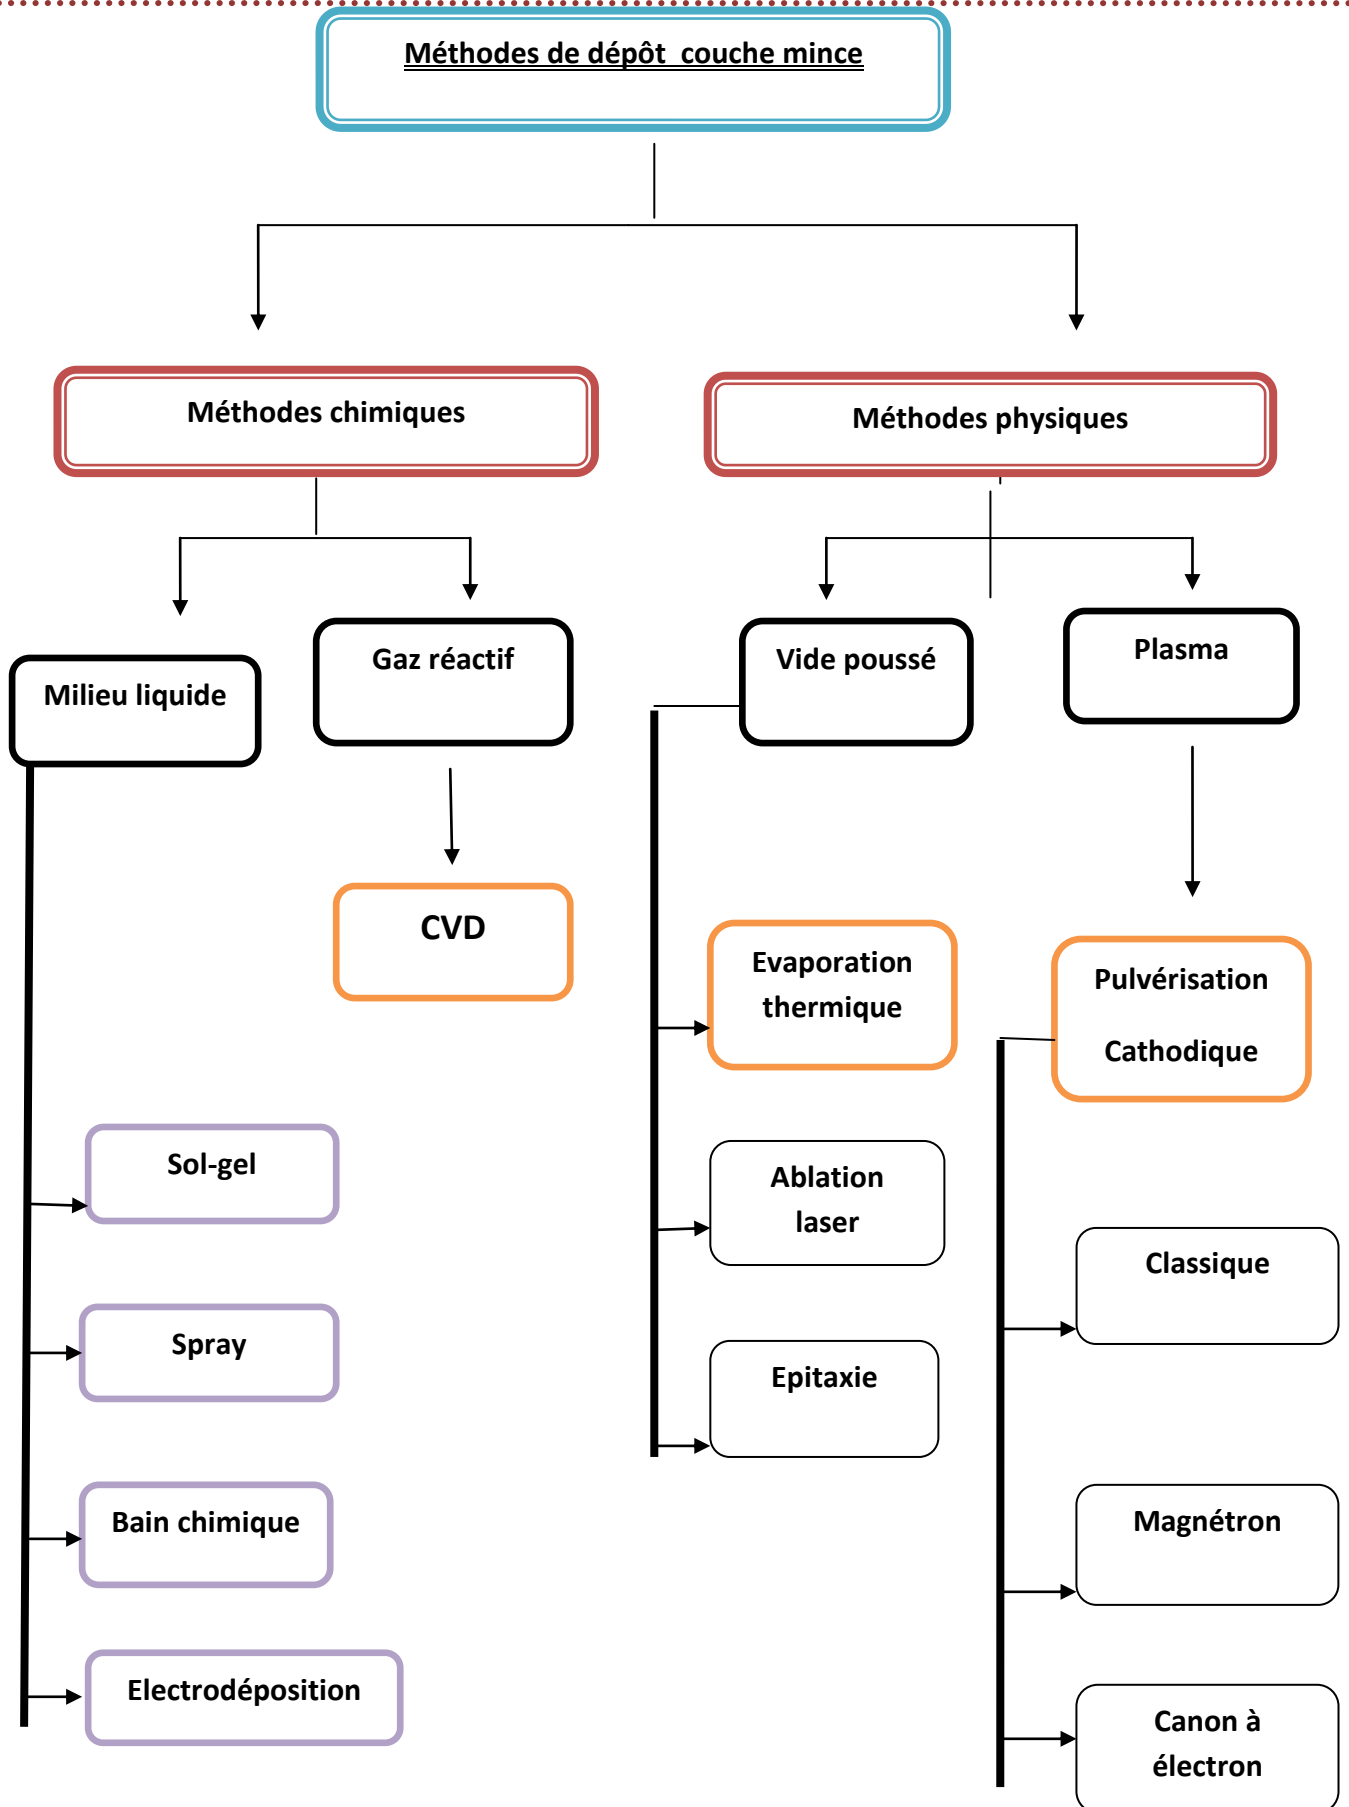 Méthodes de dépôt  couche mince
Méthodes chimiques
Méthodes physiques
Milieu liquide
Gaz réactif
Vide poussé
Plasma
CVD
Evaporation
thermique
Pulvérisation
Cathodique
Sol-gel
Spray
Bain chimique
Electrodéposition
Ablation
laser
Epitaxie
Classique
Magnétron
Canon à
électron